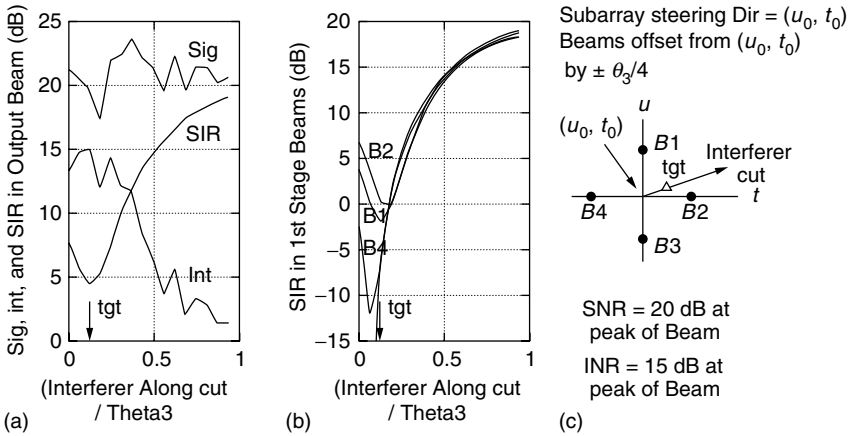 Sig, int, and SIR in Output Beam (dB)
25
20
15
10
5
0
Sig
SIR
Int
tgt
0
0.5
1
(Interferer Along cut
/ Theta3
(a)
SIR in 1st Stage Beams (dB)
20
15
10
5
0
−5
−10
−15
B2
B1
B4
tgt
0
0.5
1
(Interferer Along cut
/ Theta3
(b)
Subarray steering Dir = (u0, t0)
Beams offset from (u0, t0)
by ± θ3/4
u
(u0, t0)
B1
tgt
Interferer
cut
t
B4
B2
B3
SNR = 20 dB at
peak of Beam
INR = 15 dB at
peak of Beam
(c)